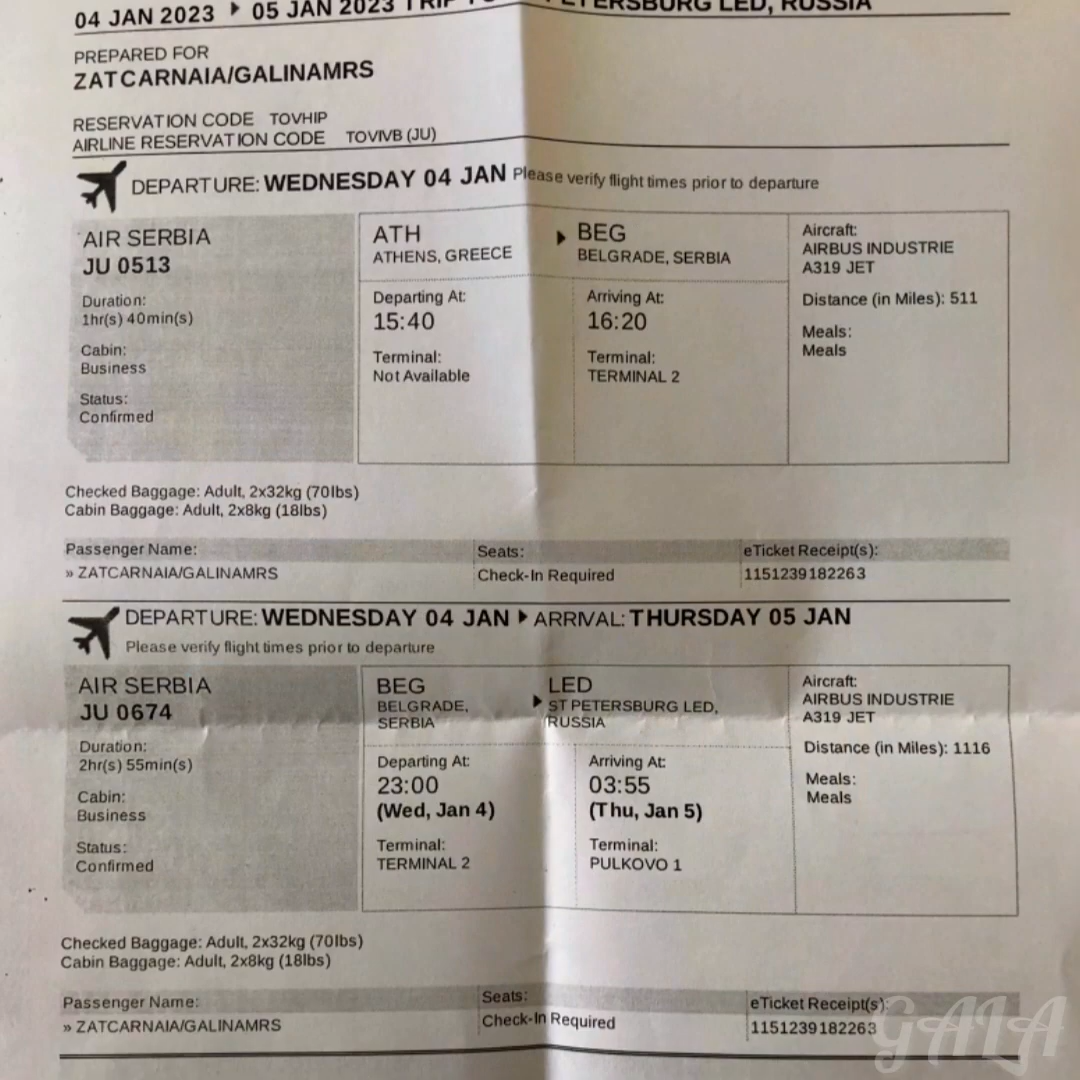 04 JAN 2023 ▶ 05 JAN 2023 TRIP TO PETERSBURG LED, RUSSIA
PREPARED FOR
ZATCARNAIA/GALINAMRS
RESERVATION CODE TOVHIP
AIRLINE RESERVATION CODE TOVIVB (JU)
DEPARTURE: WEDNESDAY 04 JAN Please verify flight times prior to departure
AIR SERBIA
JU 0513
Duration:
1hr(s) 40min(s)
Cabin:
Business
Status:
Confirmed
ATH
ATHENS, GREECE
▶ BEG
BELGRADE, SERBIA
Departing At:
15:40
Terminal:
Not Available
Arriving At:
16:20
Terminal:
TERMINAL 2
Aircraft:
AIRBUS INDUSTRIE
A319 JET
Distance (in Miles): 511
Meals:
Meals
Checked Baggage: Adult, 2x32kg (70lbs)
Cabin Baggage: Adult, 2x8kg (18lbs)
Passenger Name: Seats: eTicket Receipt(s):
» ZATCARNAIA/GALINAMRS Check-In Required 1151239182263
DEPARTURE: WEDNESDAY 04 JAN ▶ ARRIVAL: THURSDAY 05 JAN
Please verify flight times prior to departure
AIR SERBIA
JU 0674
Duration:
2hr(s) 55min(s)
Cabin:
Business
Status:
Confirmed
BEG
BELGRADE,
SERBIA
▶ LED
ST PETERSBURG LED,
RUSSIA
Departing At:
23:00
(Wed, Jan 4)
Terminal:
TERMINAL 2
Arriving At:
03:55
(Thu, Jan 5)
Terminal:
PULKOVO 1
Aircraft:
AIRBUS INDUSTRIE
A319 JET
Distance (in Miles): 1116
Meals:
Meals
Checked Baggage: Adult, 2x32kg (70lbs)
Cabin Baggage: Adult, 2x8kg (18lbs)
Passenger Name: Seats: eTicket Receipt(s):
» ZATCARNAIA/GALINAMRS Check-In Required 1151239182263
GALA